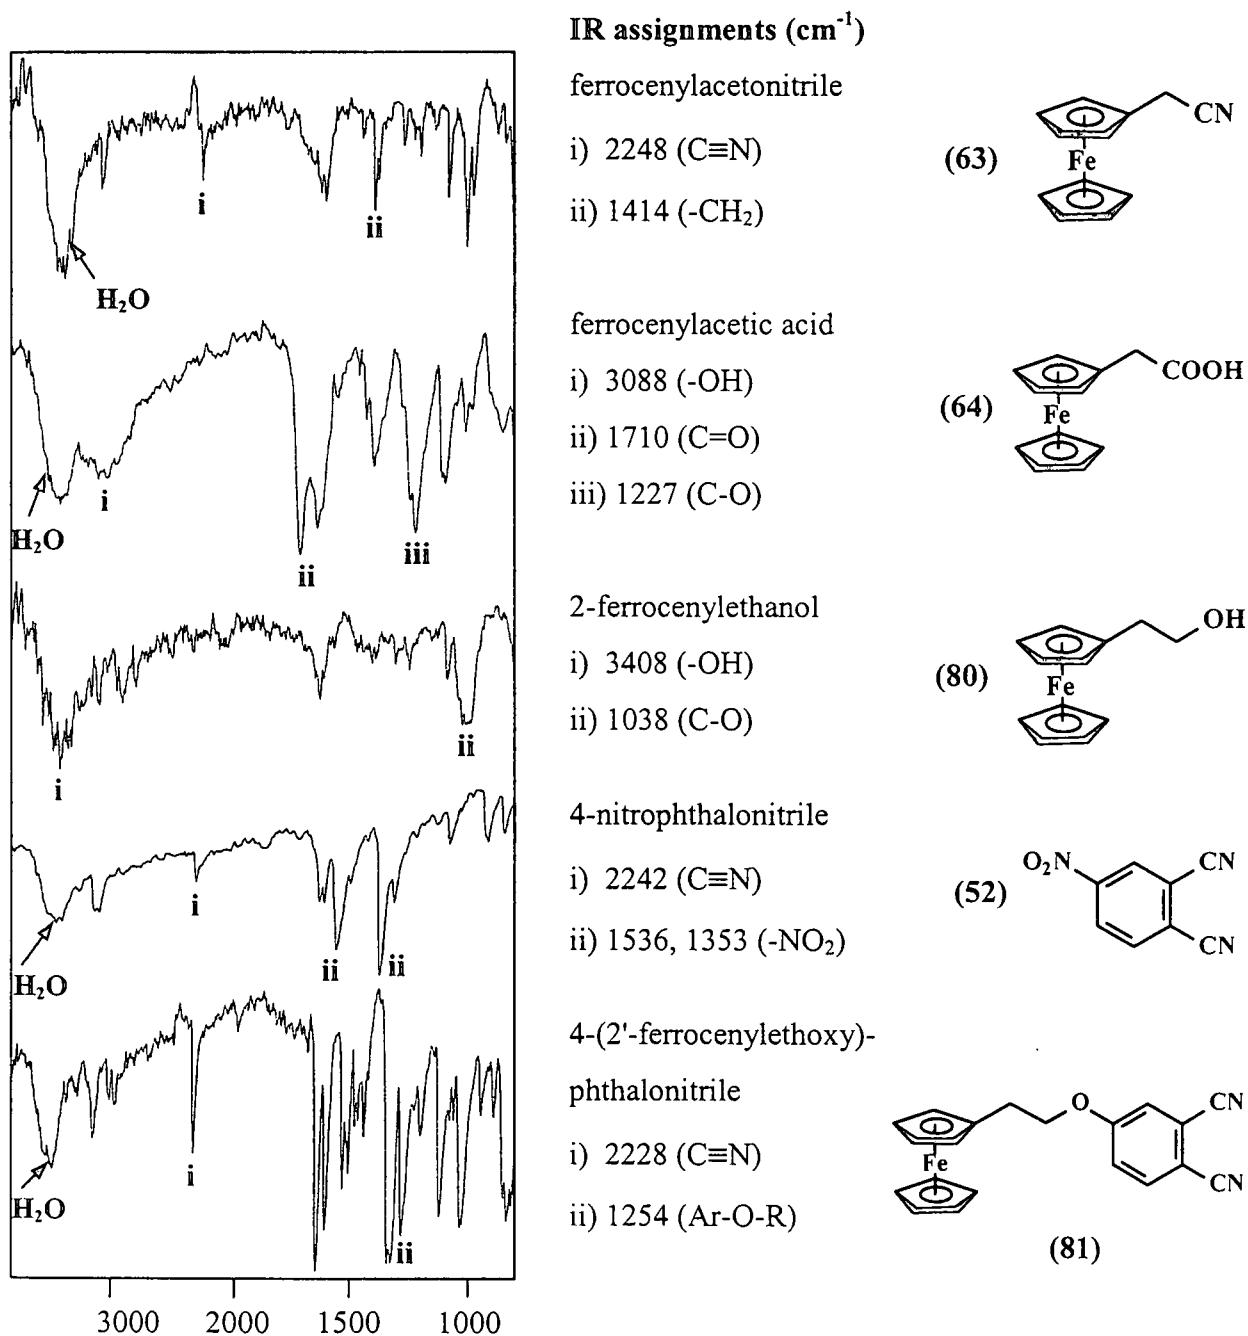 IR assignments (cm⁻¹)
ferrocenylacetonitrile
i) 2248 (C≡N)
ii) 1414 (-CH₂)
i
ii
H₂O
CN
Fe
(63)
ferrocenylacetic acid
i) 3088 (-OH)
ii) 1710 (C=O)
iii) 1227 (C-O)
H₂O
i
ii
iii
COOH
Fe
(64)
2-ferrocenylethanol
i) 3408 (-OH)
ii) 1038 (C-O)
i
ii
OH
Fe
(80)
4-nitrophthalonitrile
i) 2242 (C≡N)
ii) 1536, 1353 (-NO₂)
H₂O
i
ii
ii
O₂N
CN
CN
(52)
4-(2'-ferrocenylethoxy)-
phthalonitrile
i) 2228 (C≡N)
ii) 1254 (Ar-O-R)
H₂O
i
ii
O
CN
CN
Fe
(81)
3000 2000 1500 1000